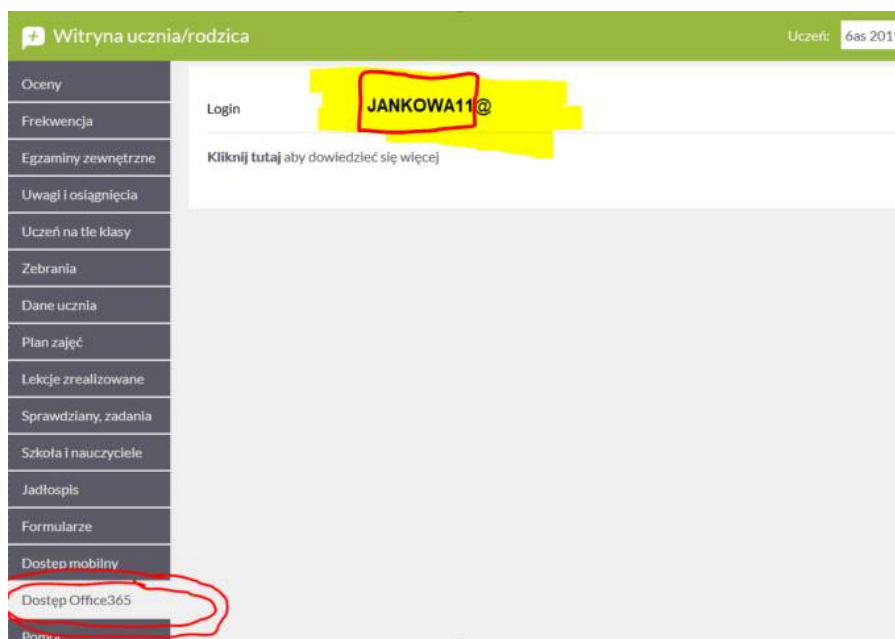 Witryna ucznia/rodzica
Uczeń: 6as 2019
Oceny
Frekwencja
Egzaminy zewnętrzne
Uwagi i osiągnięcia
Uczeń na tle klasy
Zebrania
Dane ucznia
Plan zajęć
Lekcje zrealizowane
Sprawdziany, zadania
Szkoła i nauczyciele
Jadłospis
Formularze
Dostęp mobilny
Dostęp Office365
Pomoc
Login JANKOWA11@
Kliknij tutaj aby dowiedzieć się więcej